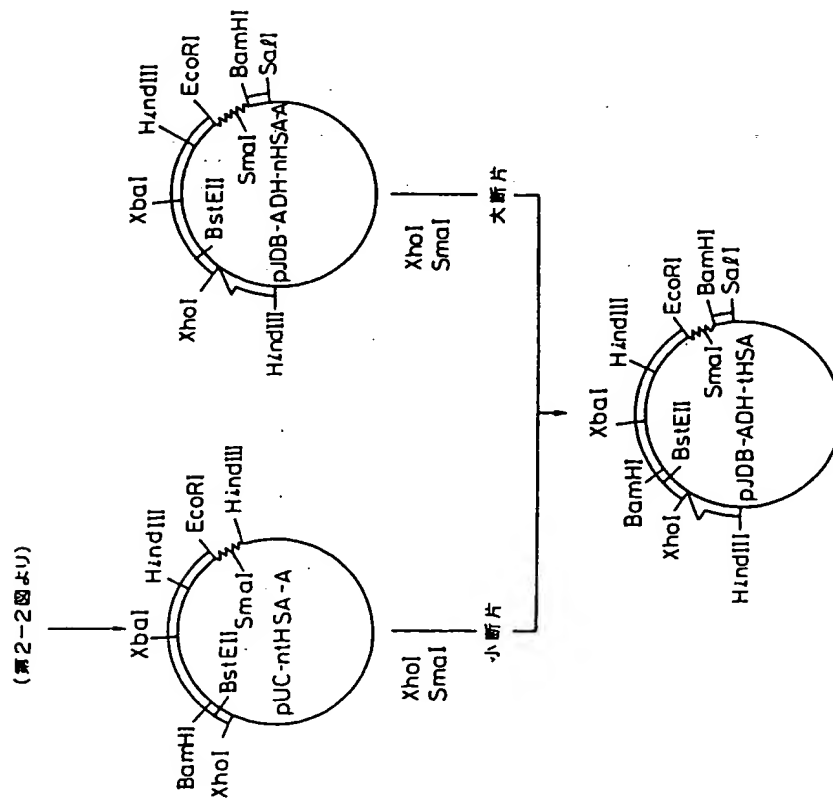 (第2-2図より)
XbaI
HindIII
EcoRI
BamHI
BstEII
SmaI
HindIII
XhoI
pUC-ntHSA-A
XhoI
SmaI
小断片
XbaI
HindIII
EcoRI
BamHI
SalI
SmaI
BstEII
XhoI
pJDB-ADH-nHSA-A
HindIII
XhoI
SmaI
大断片
XbaI
HindIII
EcoRI
BamHI
BamHI
SalI
SmaI
BstEII
XhoI
pJDB-ADH-tHSA
HindIII